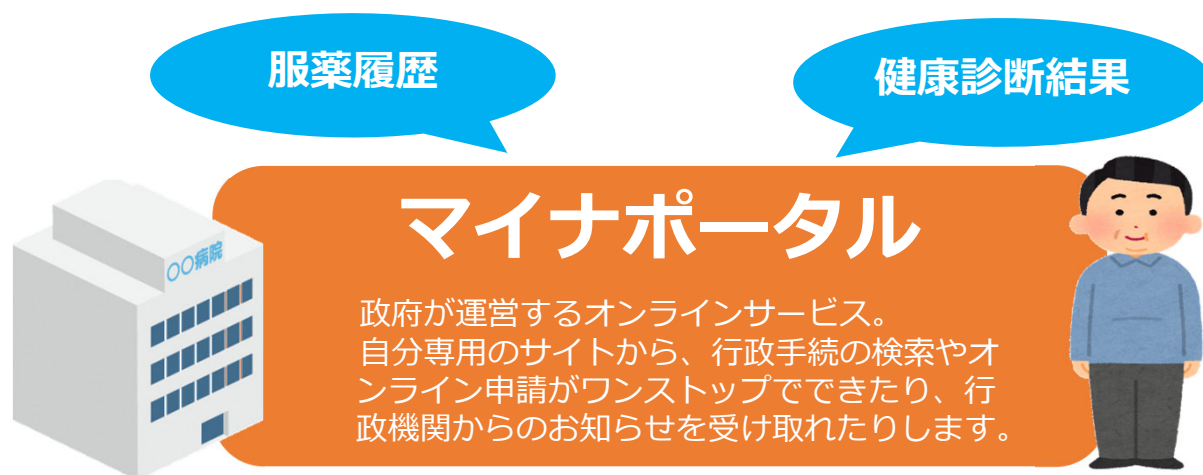 服薬履歴
健康診断結果
マイナポータル
〇〇病院
政府が運営するオンラインサービス。
自分専用のサイトから、行政手続の検索やオ
ンライン申請がワンストップでできたり、行
政機関からのお知らせを受け取れたりします。